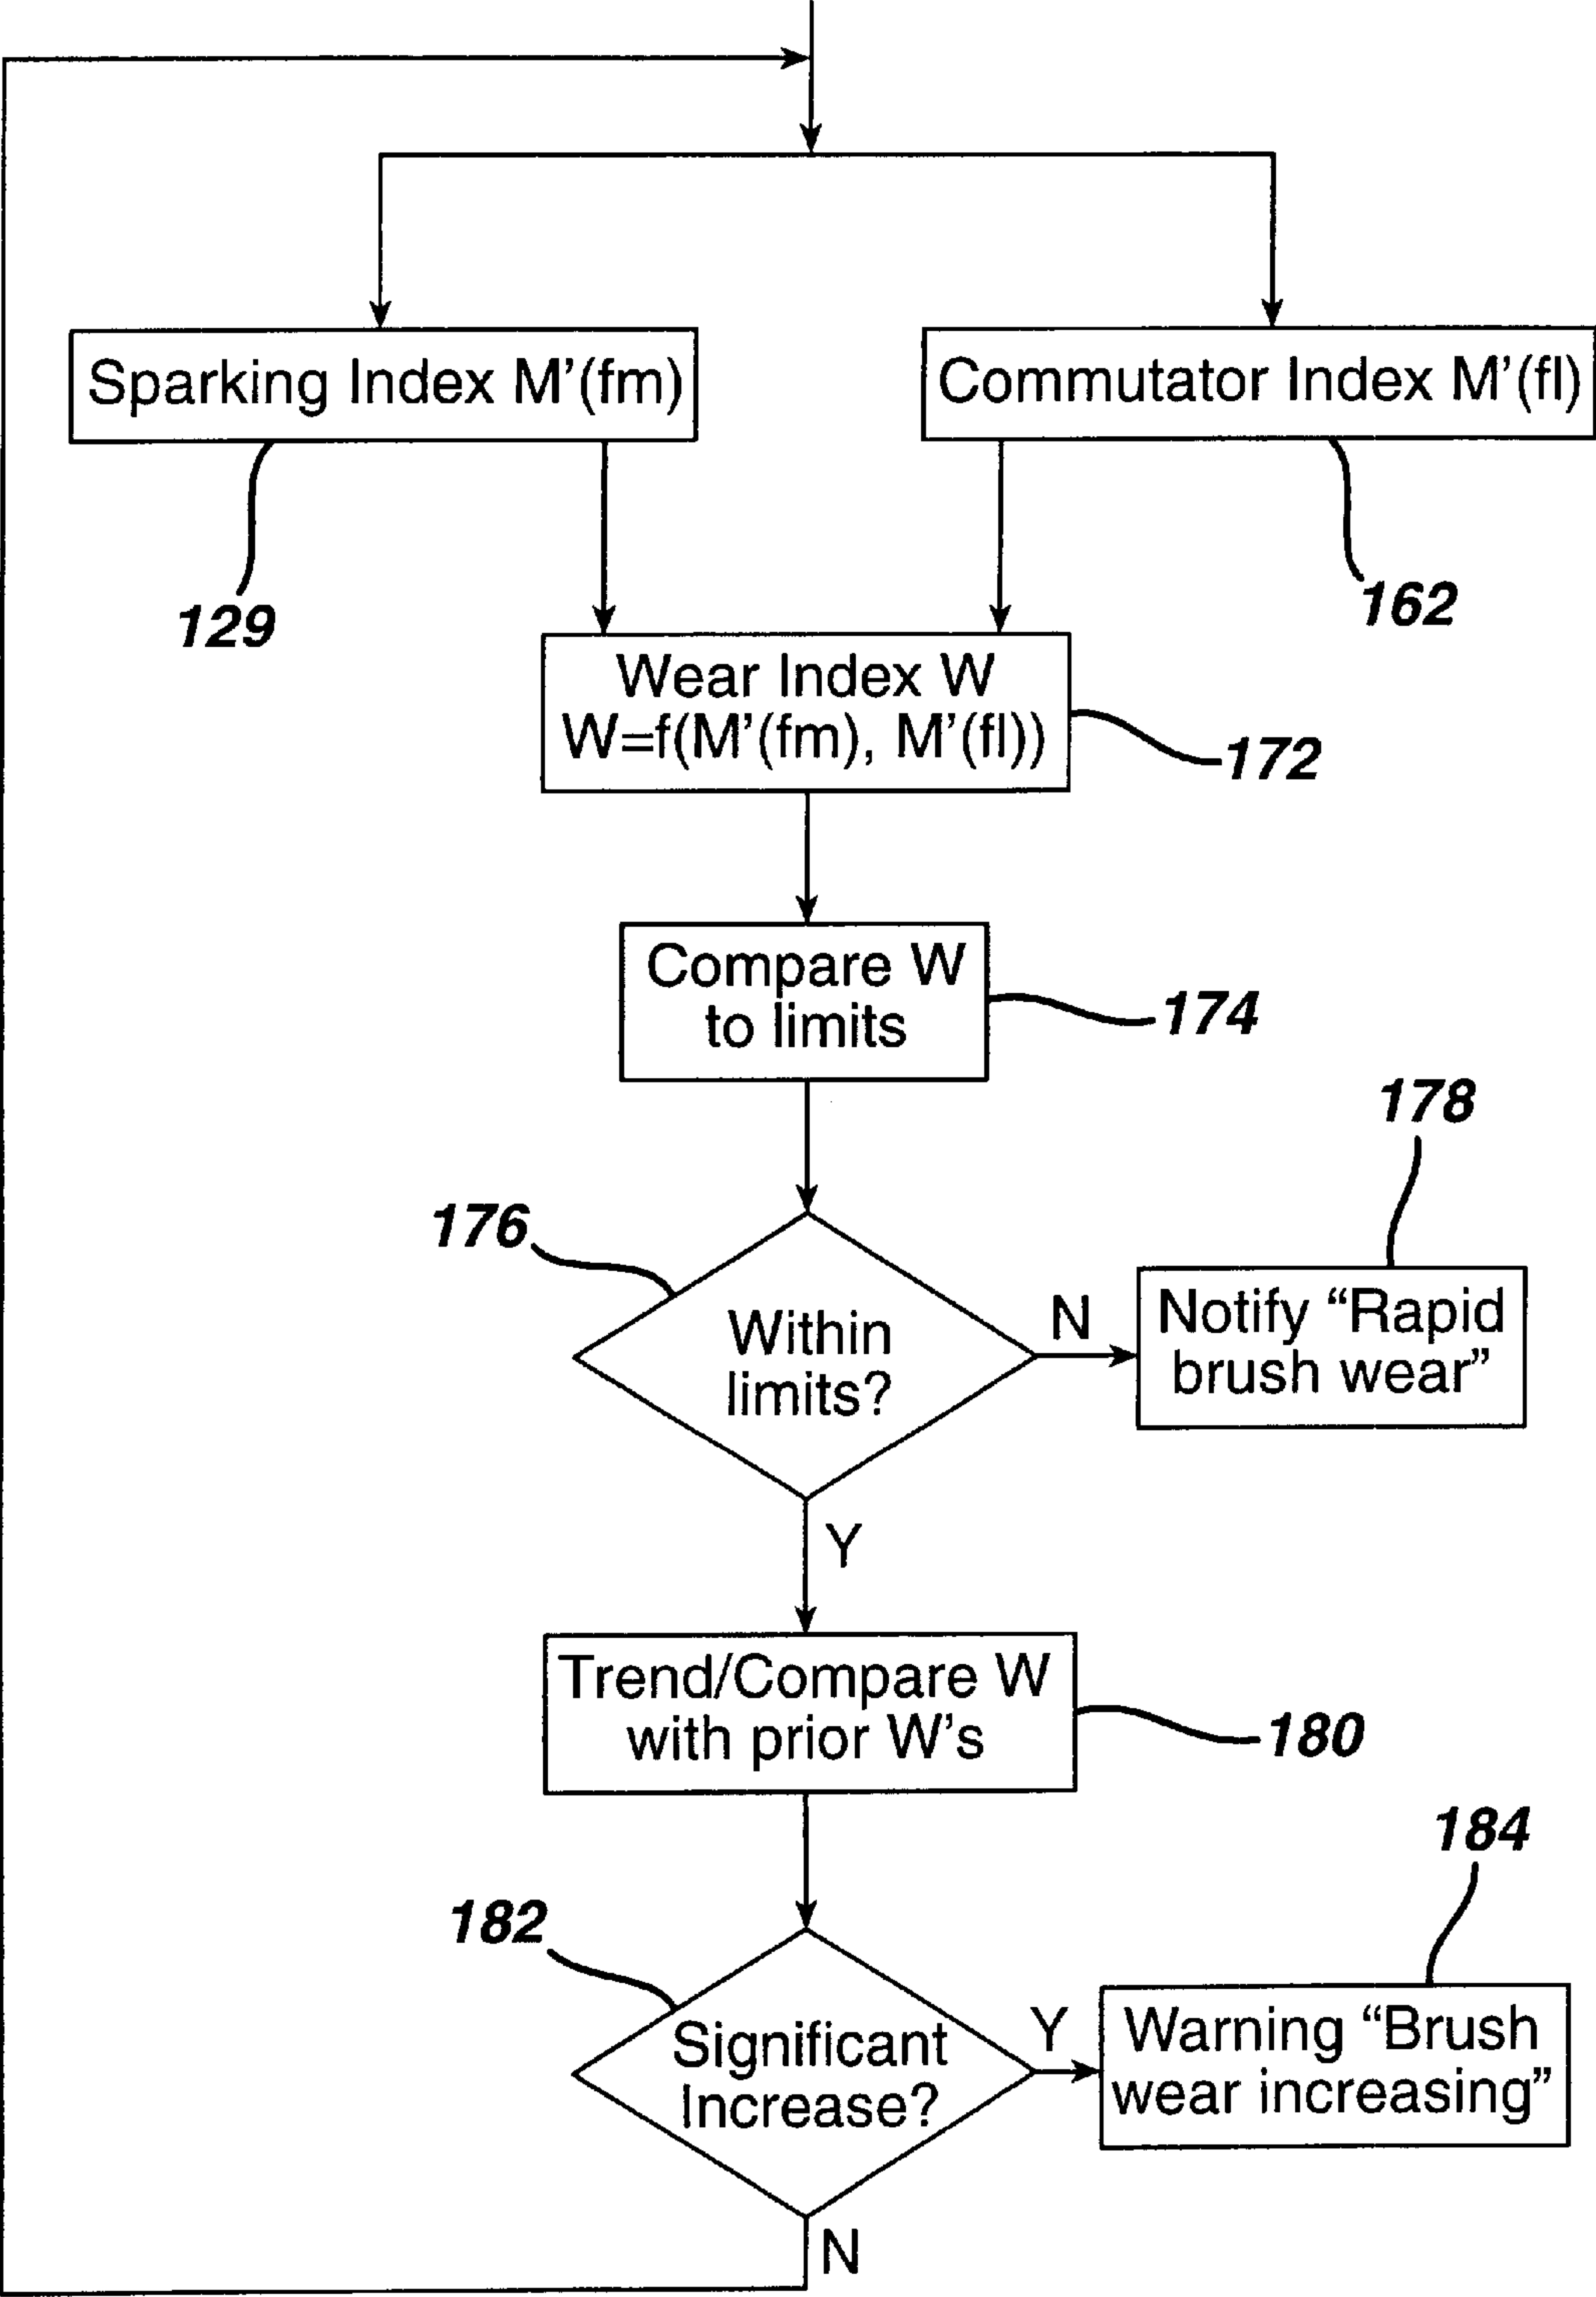 Sparking Index M’(fm)
Commutator Index M’(fl)
129
162
Wear Index W
W=f(M’(fm), M’(fl))
172
Compare W
to limits
174
178
176
Within
limits?
N
Notify “Rapid
brush wear”
Y
Trend/Compare W
with prior W’s
180
184
182
Significant
Increase?
Y
Warning “Brush
wear increasing”
N